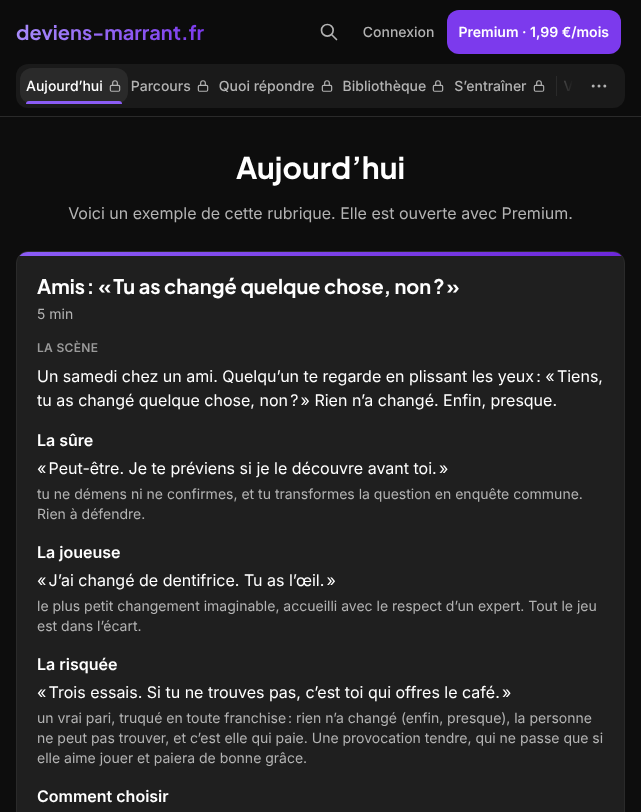 deviens-marrant.fr
Connexion
Premium · 1,99 €/mois
Aujourd’hui
Parcours
Quoi répondre
Bibliothèque
S’entraîner
Aujourd’hui
Voici un exemple de cette rubrique. Elle est ouverte avec Premium.
Amis : « Tu as changé quelque chose, non ? »
5 min
LA SCÈNE
Un samedi chez un ami. Quelqu’un te regarde en plissant les yeux : « Tiens,
tu as changé quelque chose, non ? » Rien n’a changé. Enfin, presque.
La sûre
« Peut-être. Je te préviens si je le découvre avant toi. »
tu ne démens ni ne confirmes, et tu transformes la question en enquête commune.
Rien à défendre.
La joueuse
« J’ai changé de dentifrice. Tu as l’œil. »
le plus petit changement imaginable, accueilli avec le respect d’un expert. Tout le jeu
est dans l’écart.
La risquée
« Trois essais. Si tu ne trouves pas, c’est toi qui offres le café. »
un vrai pari, truqué en toute franchise : rien n’a changé (enfin, presque), la personne
ne peut pas trouver, et c’est elle qui paie. Une provocation tendre, qui ne passe que si
elle aime jouer et paiera de bonne grâce.
Comment choisir